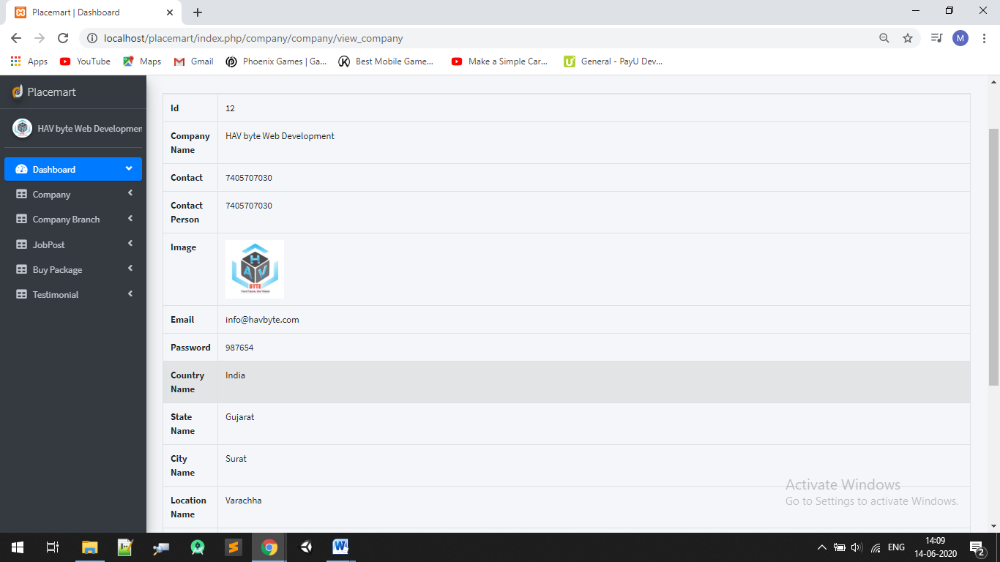 Placemart | Dashboard
localhost/placemart/index.php/company/company/view_company
M
Apps
YouTube
Maps
Gmail
Phoenix Games | Ga...
Best Mobile Game...
Make a Simple Car...
General - PayU Dev...
Placemart
HAV byte Web Developmen
Dashboard
Company
Company Branch
JobPost
Buy Package
Testimonial
Id 12
Company Name HAV byte Web Development
Contact 7405707030
Contact Person 7405707030
Image
H
A V
BYTE
Your Future, Our Vision
Email info@havbyte.com
Password 987654
Country Name India
State Name Gujarat
City Name Surat
Location Name Varachha
Activate Windows
Go to Settings to activate Windows.
ENG
14:09
14-06-2020
2